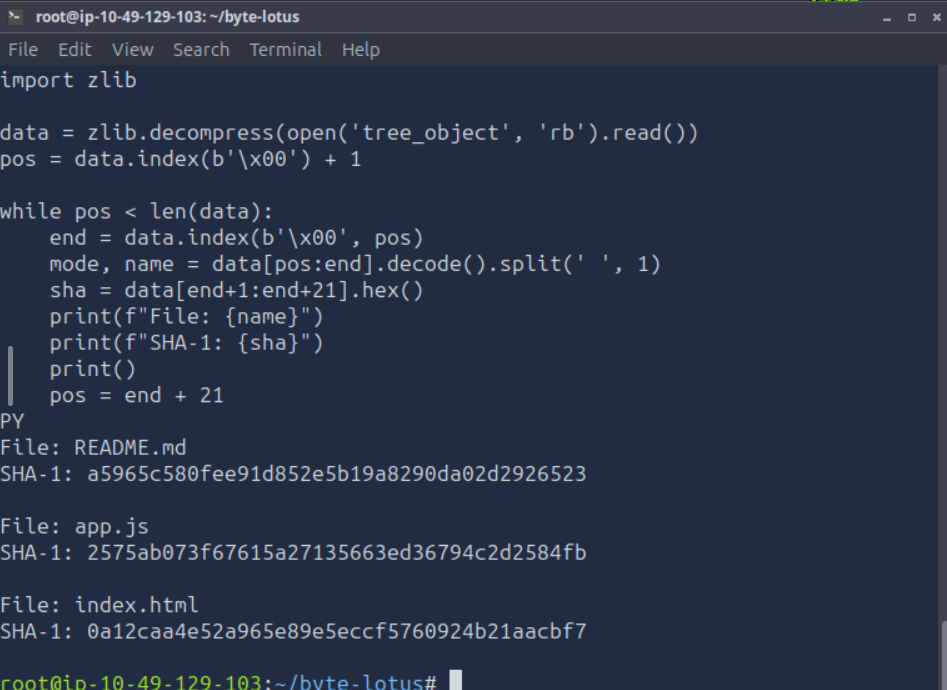 root@ip-10-49-129-103: ~/byte-lotus
File Edit View Search Terminal Help
import zlib
data = zlib.decompress(open('tree_object', 'rb').read())
pos = data.index(b'\x00') + 1
while pos < len(data):
    end = data.index(b'\x00', pos)
    mode, name = data[pos:end].decode().split(' ', 1)
    sha = data[end+1:end+21].hex()
    print(f"File: {name}")
    print(f"SHA-1: {sha}")
    print()
    pos = end + 21
PY
File: README.md
SHA-1: a5965c580fee91d852e5b19a8290da02d2926523
File: app.js
SHA-1: 2575ab073f67615a27135663ed36794c2d2584fb
File: index.html
SHA-1: 0a12caa4e52a965e89e5eccf5760924b21aacbf7
root@ip-10-49-129-103:~/byte-lotus#